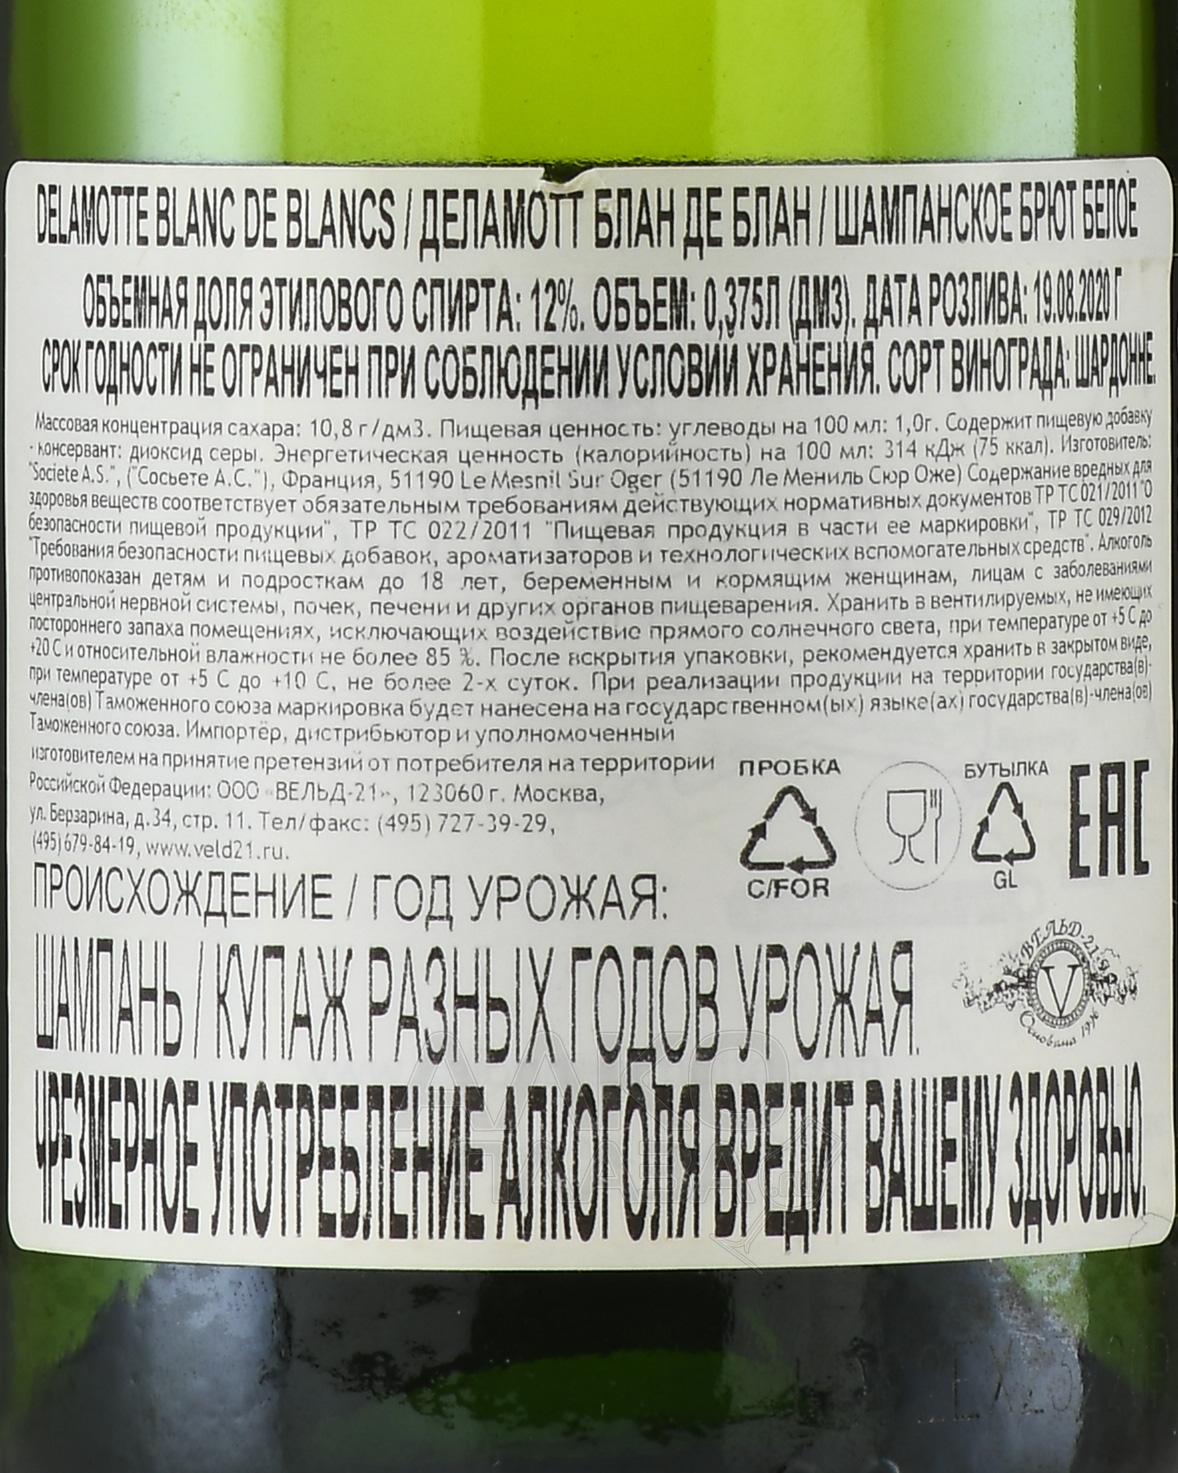 DELAMOTTE BLANC DE BLANCS / ДЕЛАМОТТ БЛАН ДЕ БЛАН / ШАМПАНСКОЕ БРЮТ БЕЛОЕ
ОБЪЕМНАЯ ДОЛЯ ЭТИЛОВОГО СПИРТА: 12%. ОБЪЕМ: 0,375Л (ДМ3). ДАТА РОЗЛИВА: 19.08.2020 Г
СРОК ГОДНОСТИ НЕ ОГРАНИЧЕН ПРИ СОБЛЮДЕНИИ УСЛОВИЙ ХРАНЕНИЯ. СОРТ ВИНОГРАДА: ШАРДОННЕ.
Массовая концентрация сахара: 10,8 г/дм3. Пищевая ценность: углеводы на 100 мл: 1,0г. Содержит пищевую добавку
- консервант: диоксид серы. Энергетическая ценность (калорийность) на 100 мл: 314 кДж (75 ккал). Изготовитель:
"Societe A.S.", ("Сосьете А.С."), Франция, 51190 Le Mesnil Sur Oger (51190 Ле Мениль Сюр Оже) Содержание вредных для
здоровья веществ соответствует обязательным требованиям действующих нормативных документов ТР ТС 021/2011 "О
безопасности пищевой продукции", ТР ТС 022/2011 "Пищевая продукция в части ее маркировки", ТР ТС 029/2012
"Требования безопасности пищевых добавок, ароматизаторов и технологических вспомогательных средств". Алкоголь
противопоказан детям и подросткам до 18 лет, беременным и кормящим женщинам, лицам с заболеваниями
центральной нервной системы, почек, печени и других органов пищеварения. Хранить в вентилируемых, не имеющих
постороннего запаха помещениях, исключающих воздействие прямого солнечного света, при температуре от +5 С до
+20 С и относительной влажности не более 85 %. После вскрытия упаковки, рекомендуется хранить в закрытом виде,
при температуре от +5 С до +10 С, не более 2-х суток. При реализации продукции на территории государства(в)-
члена(ов) Таможенного союза маркировка будет нанесена на государственном(ых) языке(ах) государства(в)-члена(ов)
Таможенного союза. Импортёр, дистрибьютор и уполномоченный
изготовителем на принятие претензий от потребителя на территории
Российской Федерации: ООО «ВЕЛЬД-21», 123060 г. Москва,
ул. Берзарина, д.34, стр. 11. Тел/факс: (495) 727-39-29,
(495) 679-84-19, www.veld21.ru.
ПРОБКА
C/FOR
БУТЫЛКА
GL
EAC
ПРОИСХОЖДЕНИЕ / ГОД УРОЖАЯ:
ШАМПАНЬ / КУПАЖ РАЗНЫХ ГОДОВ УРОЖАЯ.
ВЕЛЬД-21
V
Основана 1996
ЧРЕЗМЕРНОЕ УПОТРЕБЛЕНИЕ АЛКОГОЛЯ ВРЕДИТ ВАШЕМУ ЗДОРОВЬЮ.